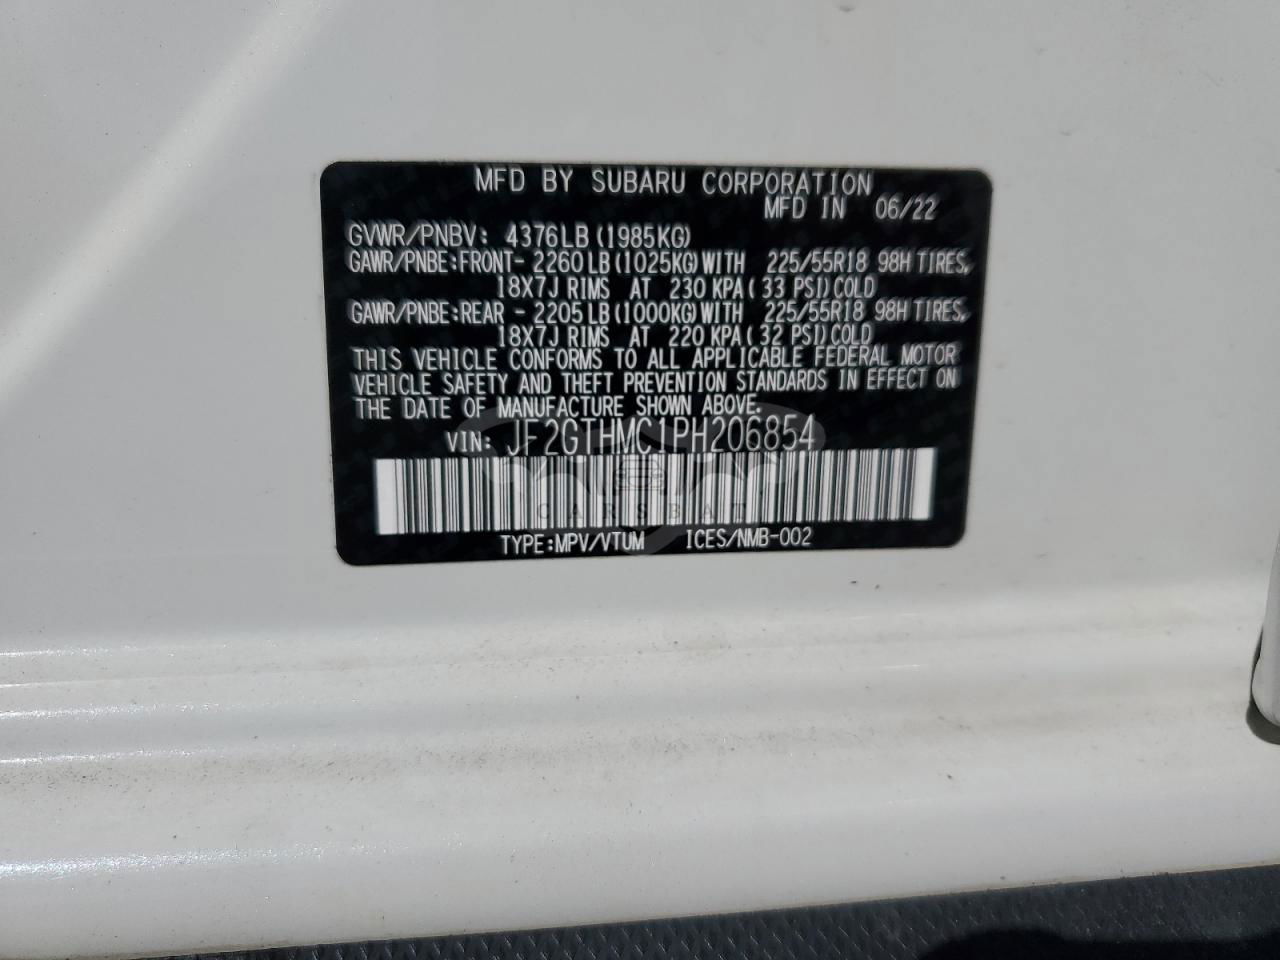 MFD BY SUBARU CORPORATION
MFD IN 06/22
GVWR/PNBV: 4376LB (1985KG)
GAWR/PNBE:FRONT- 2260LB (1025KG) WITH 225/55R18 98H TIRES,
18X7J RIMS AT 230 KPA ( 33 PSI) COLD
GAWR/PNBE:REAR - 2205LB (1000KG) WITH 225/55R18 98H TIRES,
18X7J RIMS AT 220 KPA ( 32 PSI) COLD
THIS VEHICLE CONFORMS TO ALL APPLICABLE FEDERAL MOTOR
VEHICLE SAFETY AND THEFT PREVENTION STANDARDS IN EFFECT ON
THE DATE OF MANUFACTURE SHOWN ABOVE.
VIN: JF2GTHMC1PH206854
CARSBAT
TYPE:MPV/VTUM ICES/NMB-002